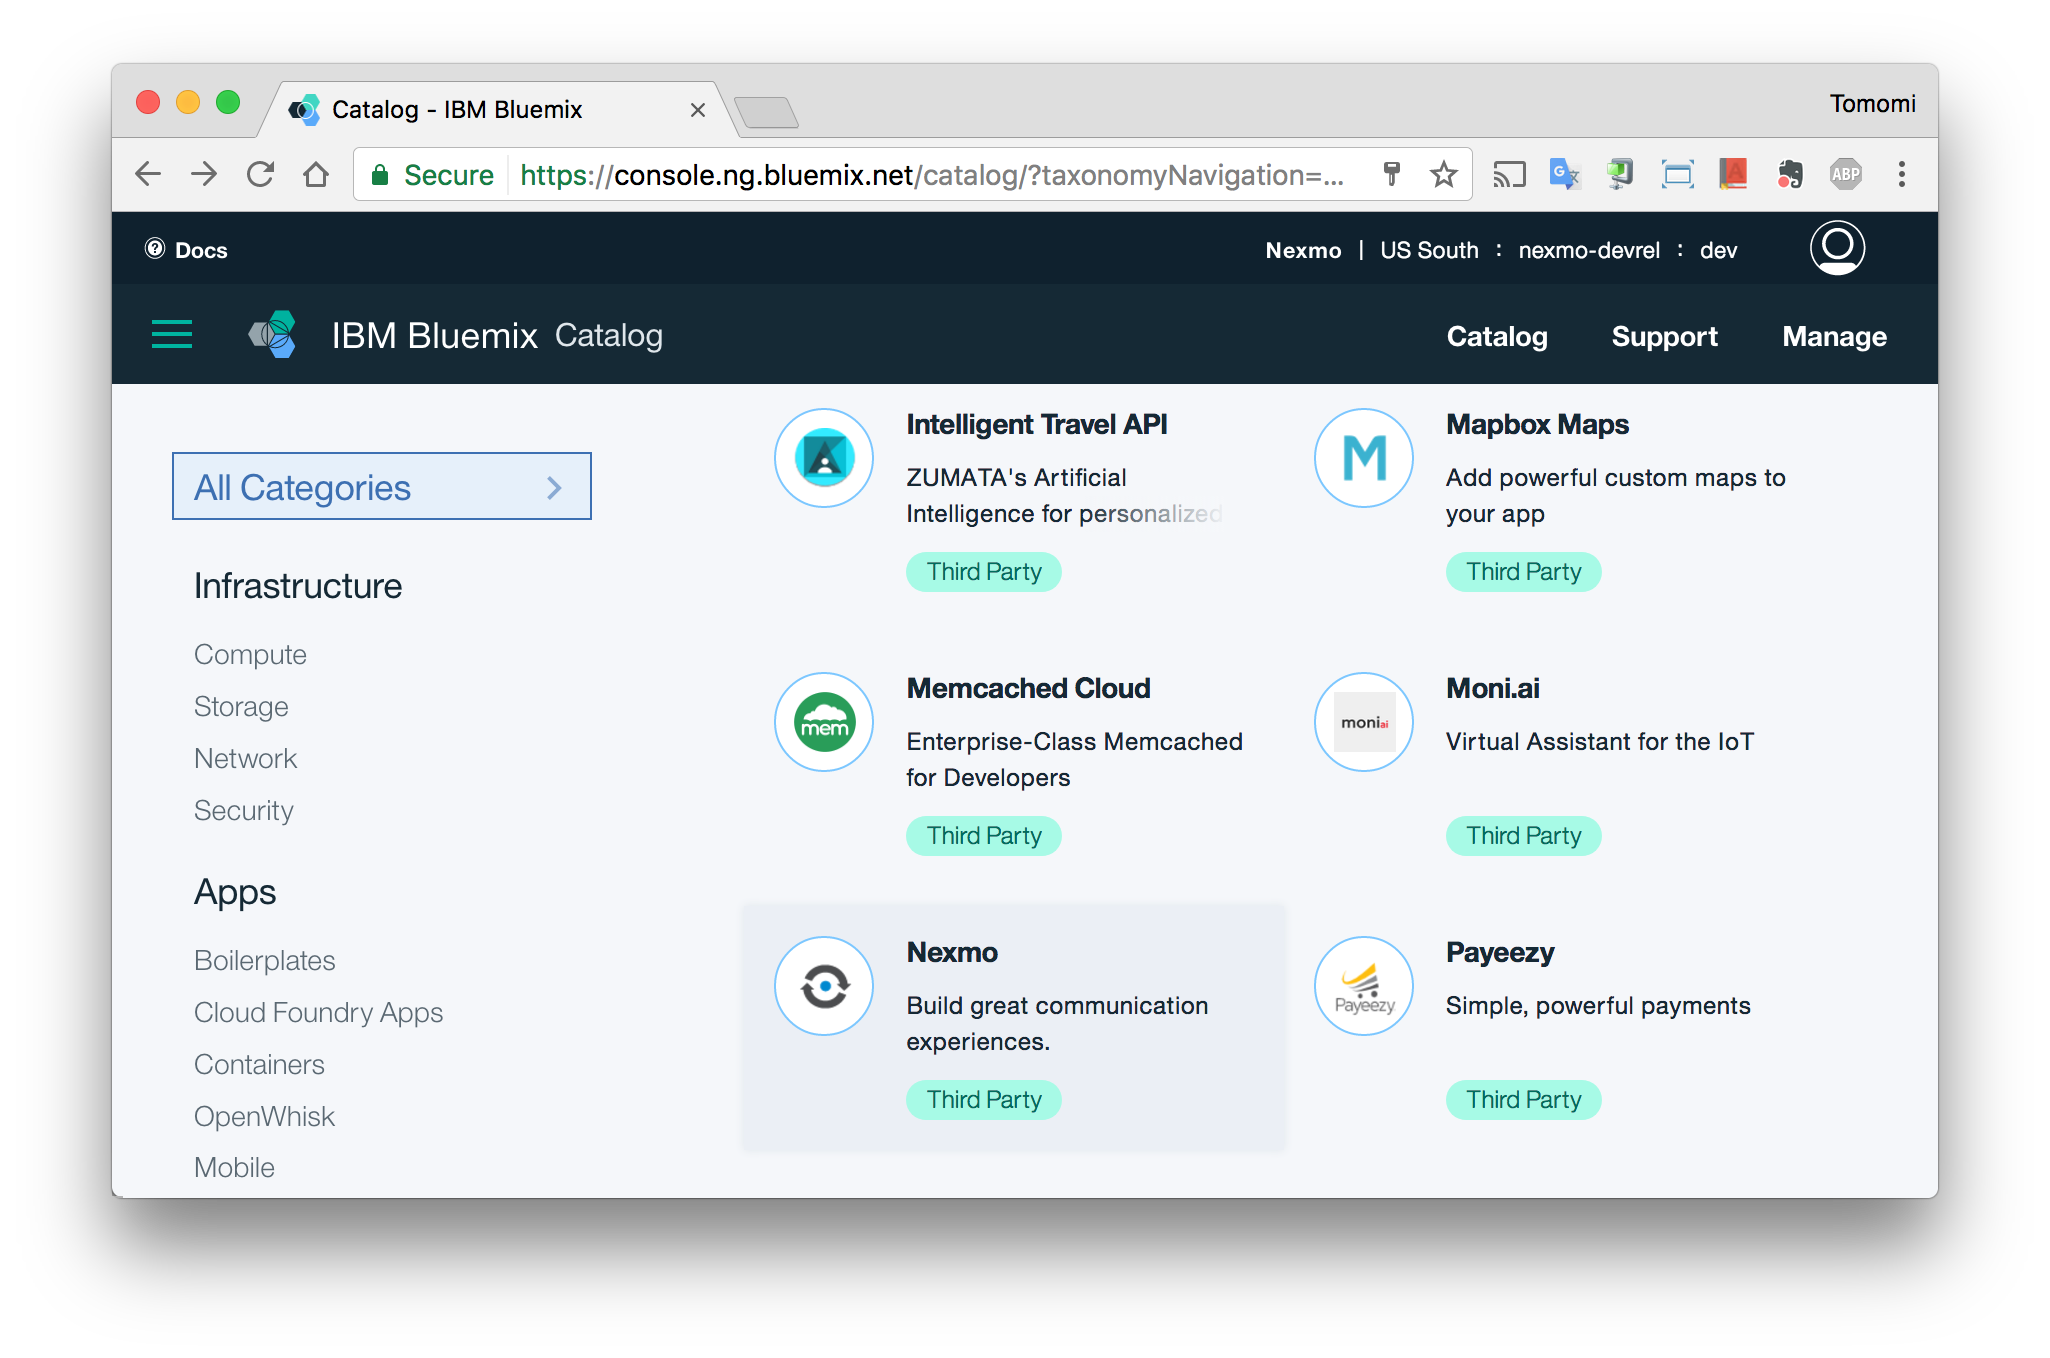 Catalog - IBM Bluemix
Tomomi
Secure https://console.ng.bluemix.net/catalog/?taxonomyNavigation=...
ABP
Docs
Nexmo | US South : nexmo-devrel : dev
IBM Bluemix Catalog
Catalog Support Manage
All Categories
Infrastructure
Compute
Storage
Network
Security
Apps
Boilerplates
Cloud Foundry Apps
Containers
OpenWhisk
Mobile
Intelligent Travel API
ZUMATA's Artificial
Intelligence for personalized
Third Party
M
Mapbox Maps
Add powerful custom maps to
your app
Third Party
mem
Memcached Cloud
Enterprise-Class Memcached
for Developers
Third Party
moniai
Moni.ai
Virtual Assistant for the IoT
Third Party
Nexmo
Build great communication
experiences.
Third Party
Payeezy
Payeezy
Simple, powerful payments
Third Party